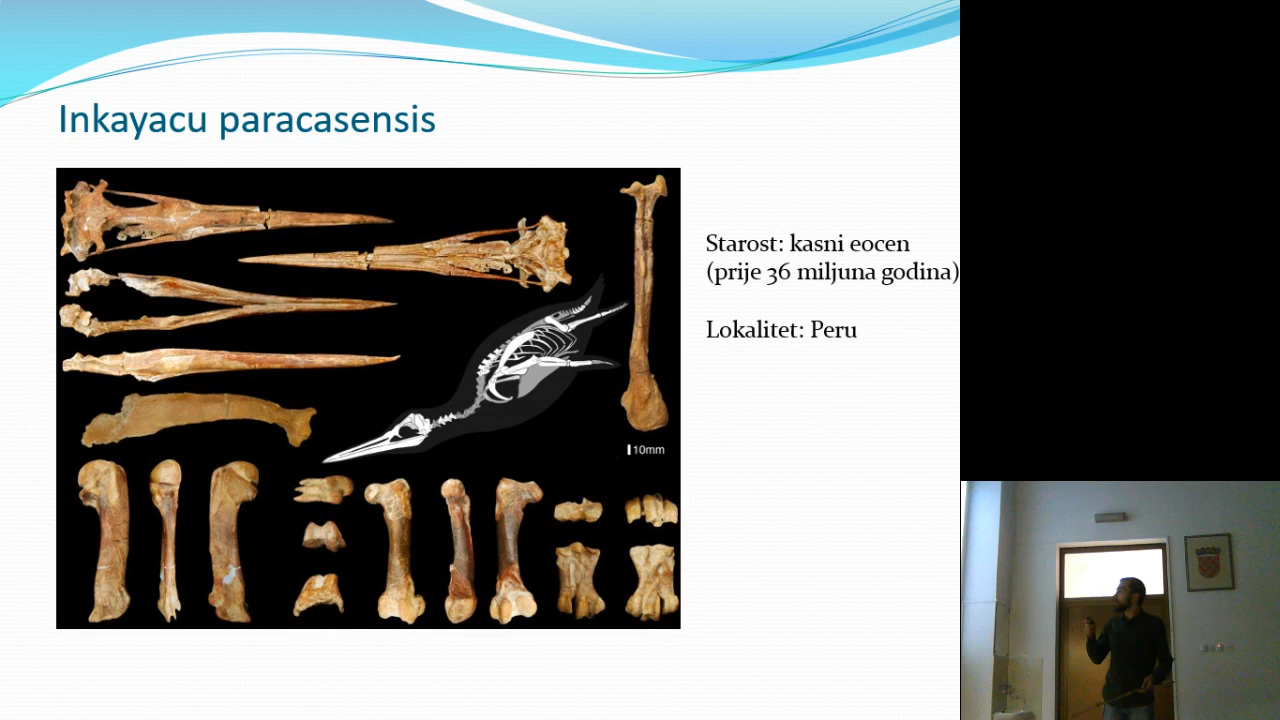 Inkayacu paracasensis
Starost: kasni eocen
(prije 36 miljuna godina)
Lokalitet: Peru
10mm